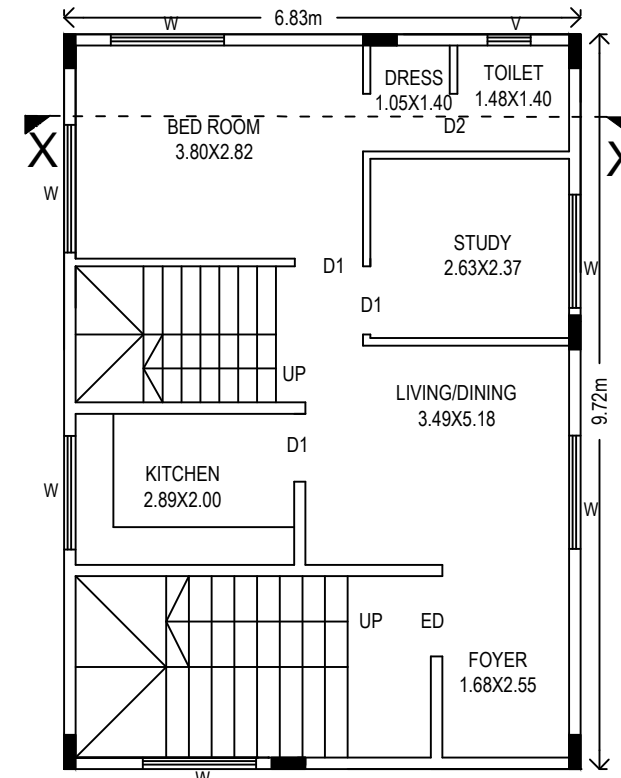 W
6.83m
V
DRESS
1.05X1.40
TOILET
1.48X1.40
BED ROOM
3.80X2.82
D2
X
X
W
STUDY
2.63X2.37
D1
W
D1
UP
LIVING/DINING
3.49X5.18
9.72m
D1
KITCHEN
2.89X2.00
W
W
UP
ED
FOYER
1.68X2.55
W